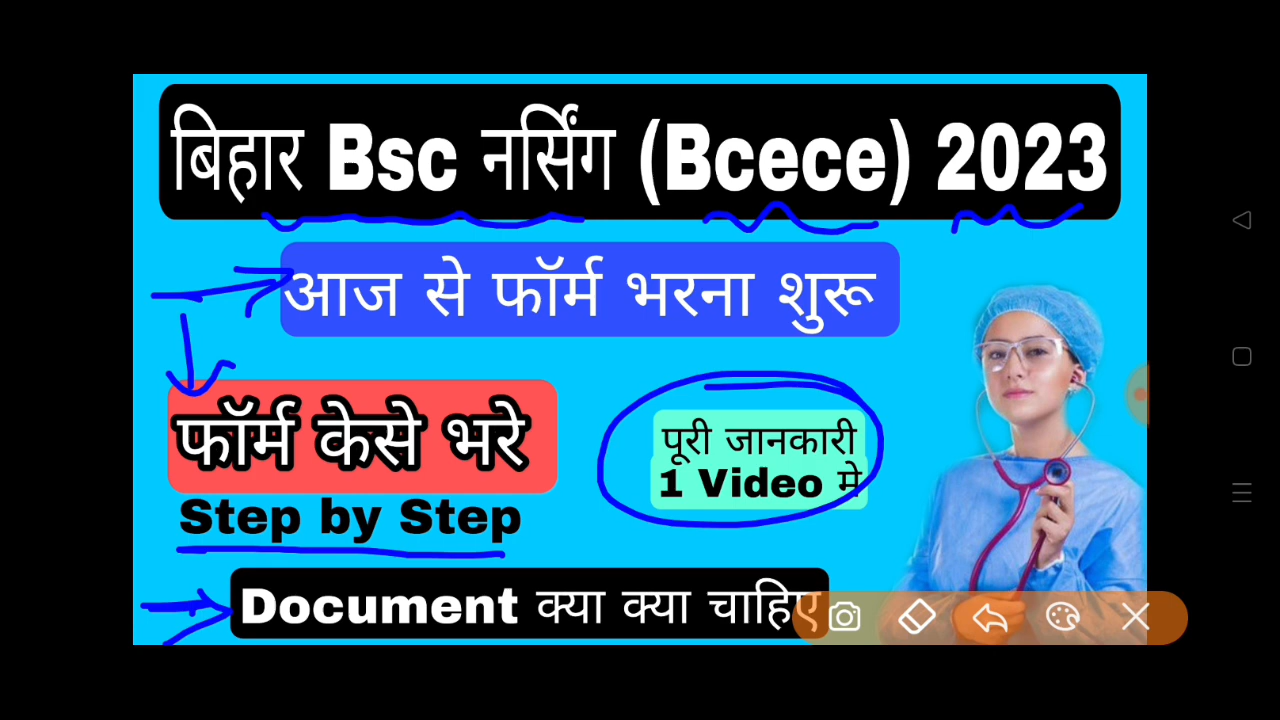 बिहार Bsc नर्सिंग (Bcece) 2023
आज से फॉर्म भरना शुरू
फॉर्म केसे भरे
Step by Step
पूरी जानकारी
1 Video मे
Document क्या क्या चाहिए